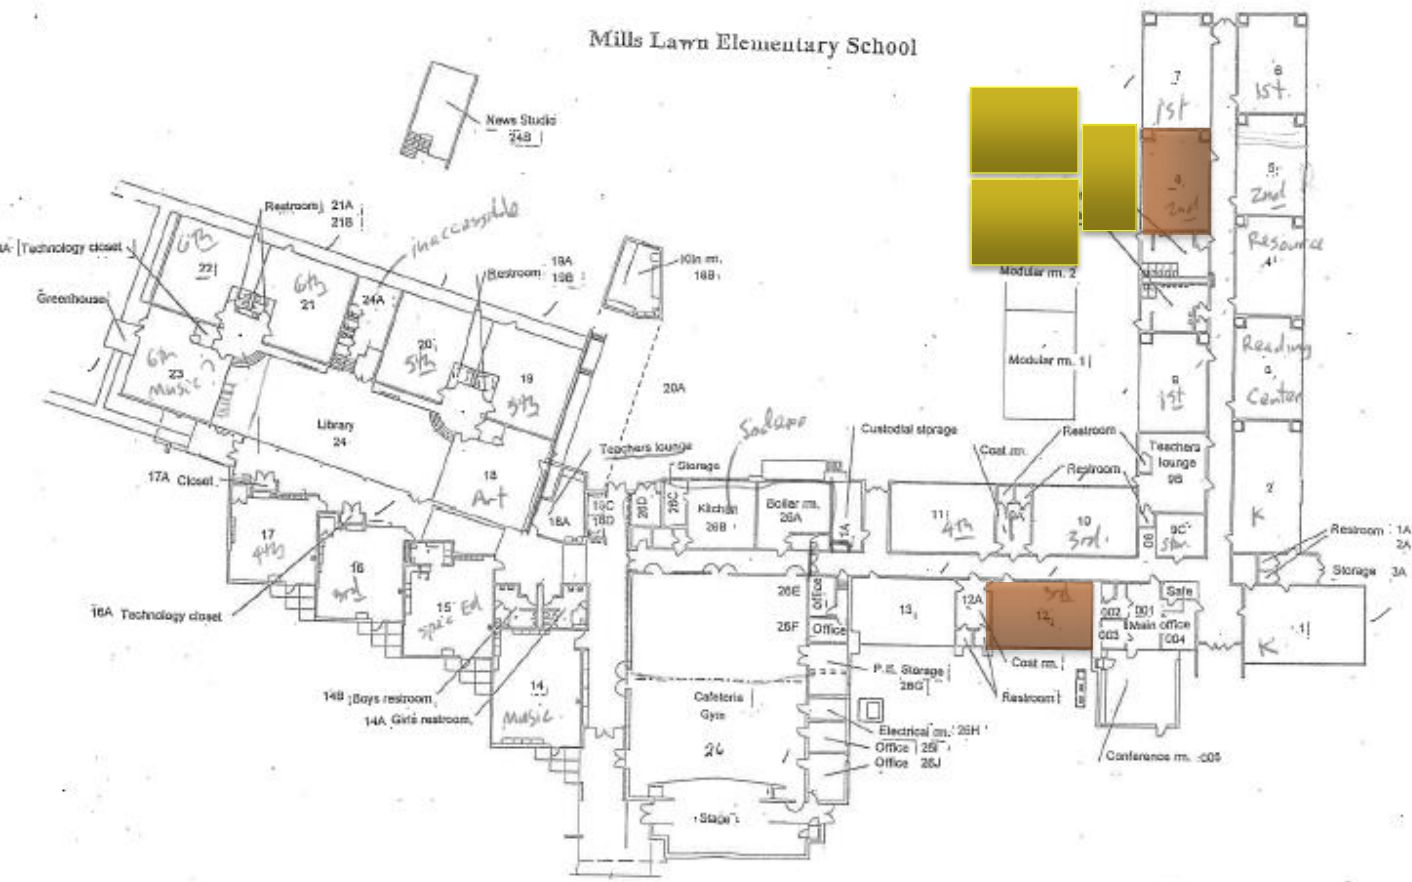 Mills Lawn Elementary School
News Studio
24B
7
1st
6
1st.
2nd
5
2nd
Resource
4
Reading
Center
9
1st
Teachers
lounge
9B
2
K
9C
Restroom 1A
2A
Storage 3A
1
K
Modular rm. 2
Modular rm. 1
Restroom 21A
21B
inaccessible
Technology closet
6th
22
6th
21
24A
Restroom 19A
19B
Kiln rm.
18B
Greenhouse
6th
23
Music
20
5th
19
5th
20A
Library
24
18
Art
Teachers lounge
Storage
Custodial storage
Coat rm.
Restroom
Restroom
17A Closet
17
4th
18A
26D
26C
Kitchen
26B
Boiler rm.
26A
1A
11
4th
10
3rd.
16
3rd
16A Technology closet
15
Ed
14B Boys restroom
14A Girls restroom
14
Music
26E
26F
office
Office
13
12A
12
3rd
002
001
003
Main office
004
Safe
Coat rm.
Restroom
P.E. Storage
26G
Cafeteria
Gym
26
Electrical rm. 26H
Office 26I
Office 26J
Conference rm. 005
Stage